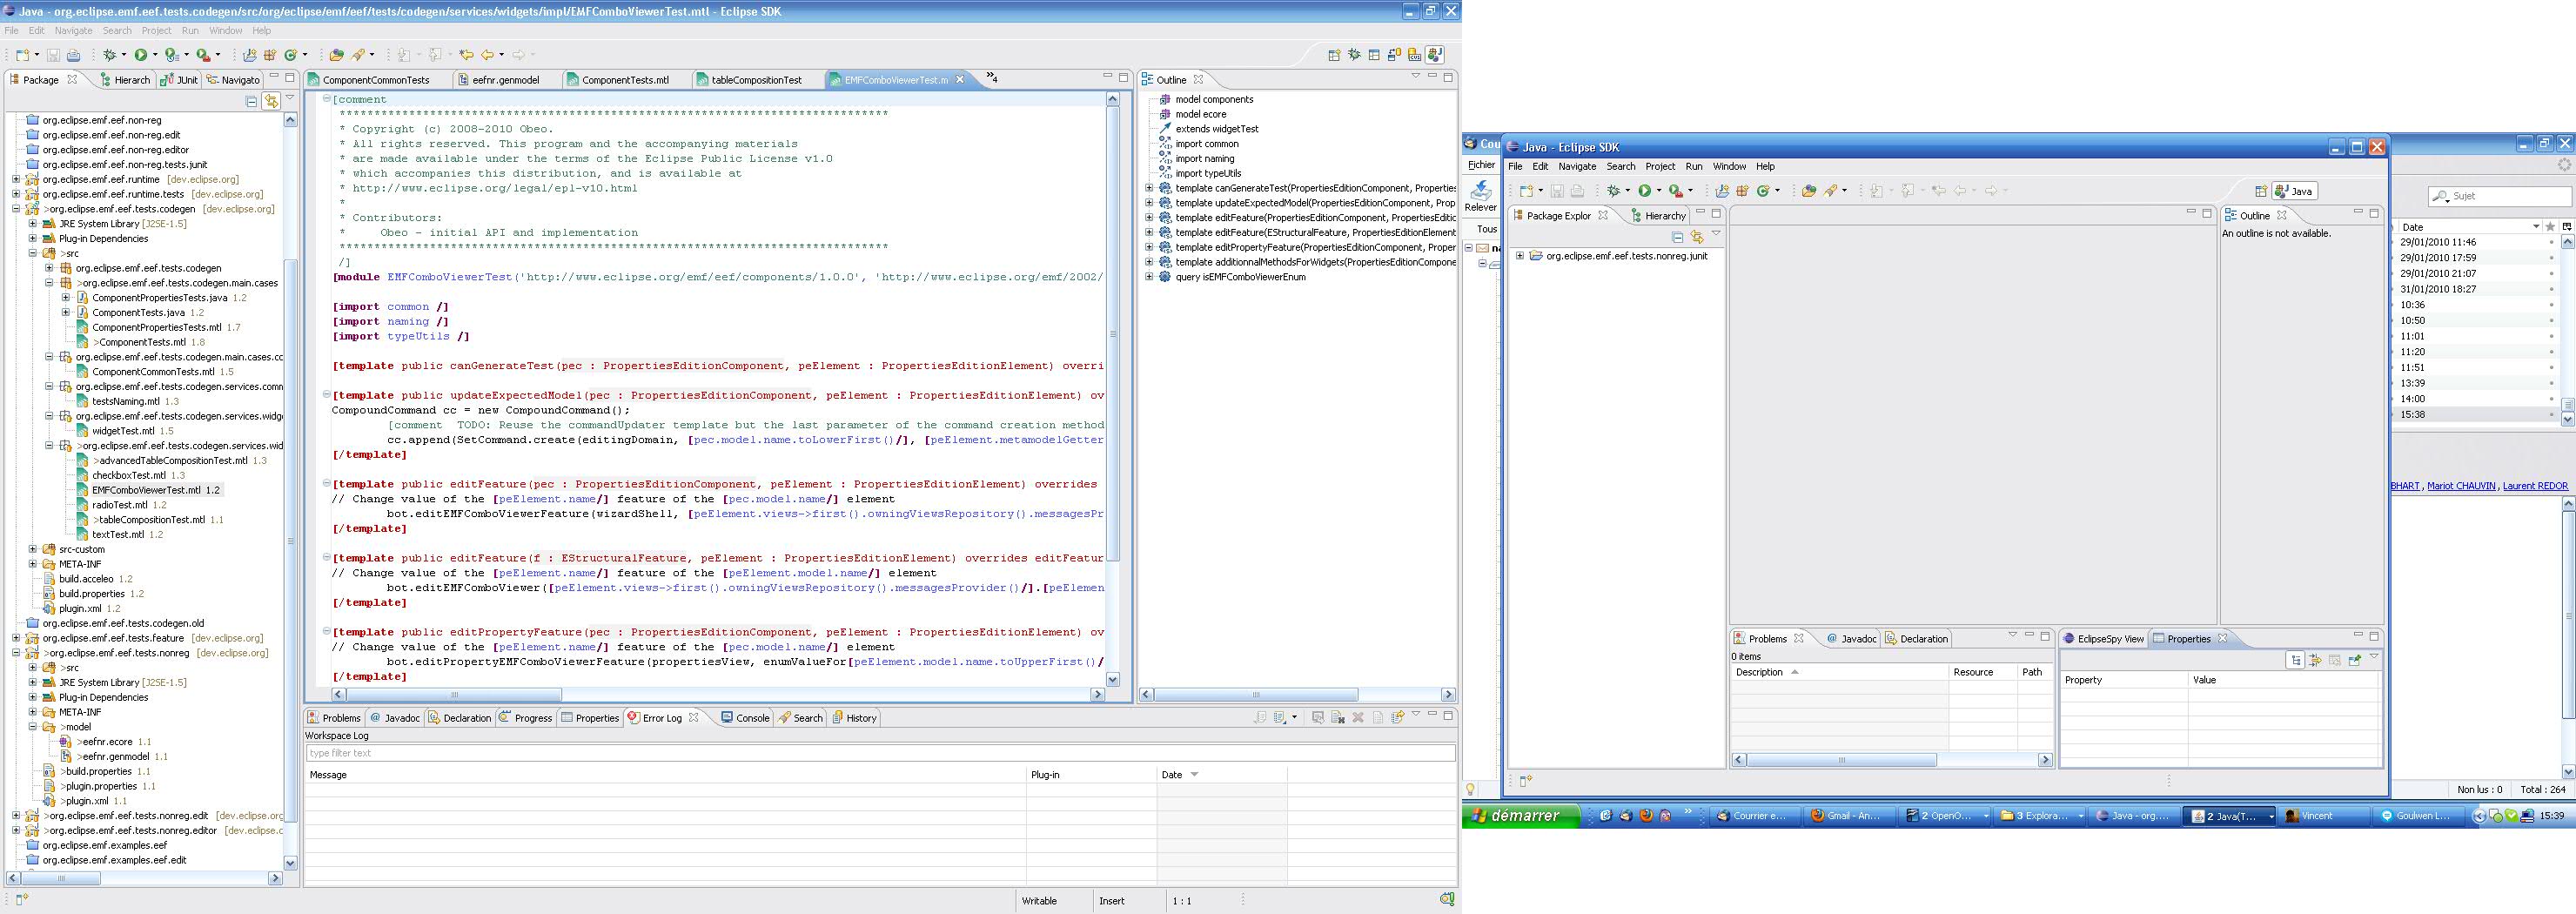 Java - org.eclipse.emf.eef.tests.codegen/src/org/eclipse/emf/eef/tests/codegen/services/widgets/impl/EMFComboViewerTest.mtl - Eclipse SDK
File Edit Navigate Search Project Run Window Help
Package Hierarch JUnit Navigato
org.eclipse.emf.eef.non-reg
org.eclipse.emf.eef.non-reg.edit
org.eclipse.emf.eef.non-reg.editor
org.eclipse.emf.eef.non-reg.tests.junit
org.eclipse.emf.eef.runtime [dev.eclipse.org]
org.eclipse.emf.eef.runtime.tests [dev.eclipse.org]
>org.eclipse.emf.eef.tests.codegen [dev.eclipse.org]
JRE System Library [J2SE-1.5]
Plug-in Dependencies
>src
org.eclipse.emf.eef.tests.codegen
>org.eclipse.emf.eef.tests.codegen.main.cases
ComponentPropertiesTests.java 1.2
ComponentTests.java 1.2
ComponentPropertiesTests.mtl 1.7
>ComponentTests.mtl 1.8
org.eclipse.emf.eef.tests.codegen.main.cases.cc
ComponentCommonTests.mtl 1.5
org.eclipse.emf.eef.tests.codegen.services.comn
testsNaming.mtl 1.3
org.eclipse.emf.eef.tests.codegen.services.widge
widgetTest.mtl 1.5
>org.eclipse.emf.eef.tests.codegen.services.wid
>advancedTableCompositionTest.mtl 1.3
checkboxTest.mtl 1.3
EMFComboViewerTest.mtl 1.2
radioTest.mtl 1.2
>tableCompositionTest.mtl 1.1
textTest.mtl 1.2
src-custom
META-INF
build.acceleo 1.2
build.properties 1.2
plugin.xml 1.2
org.eclipse.emf.eef.tests.codegen.old
org.eclipse.emf.eef.tests.feature [dev.eclipse.org]
>org.eclipse.emf.eef.tests.nonreg [dev.eclipse.org]
>src
JRE System Library [J2SE-1.5]
Plug-in Dependencies
META-INF
>model
>eefnr.ecore 1.1
>eefnr.genmodel 1.1
>build.properties 1.1
>plugin.properties 1.1
>plugin.xml 1.1
>org.eclipse.emf.eef.tests.nonreg.edit [dev.eclipse.org
>org.eclipse.emf.eef.tests.nonreg.editor [dev.eclipse.c
org.eclipse.emf.examples.eef
org.eclipse.emf.examples.eef.edit
ComponentCommonTests eefnr.genmodel ComponentTests.mtl tableCompositionTest EMFComboViewerTest.m »4
[comment
*******************************************************************************
* Copyright (c) 2008-2010 Obeo.
* All rights reserved. This program and the accompanying materials
* are made available under the terms of the Eclipse Public License v1.0
* which accompanies this distribution, and is available at
* http://www.eclipse.org/legal/epl-v10.html
*
* Contributors:
*     Obeo - initial API and implementation
*******************************************************************************
/]
[module EMFComboViewerTest('http://www.eclipse.org/emf/eef/components/1.0.0', 'http://www.eclipse.org/emf/2002/
[import common /]
[import naming /]
[import typeUtils /]
[template public canGenerateTest(pec : PropertiesEditionComponent, peElement : PropertiesEditionElement) overri
[template public updateExpectedModel(pec : PropertiesEditionComponent, peElement : PropertiesEditionElement) ov
CompoundCommand cc = new CompoundCommand();
[comment  TODO: Reuse the commandUpdater template but the last parameter of the command creation method
cc.append(SetCommand.create(editingDomain, [pec.model.name.toLowerFirst()/], [peElement.metamodelGetter
[/template]
[template public editFeature(pec : PropertiesEditionComponent, peElement : PropertiesEditionElement) overrides
// Change value of the [peElement.name/] feature of the [pec.model.name/] element
bot.editEMFComboViewerFeature(wizardShell, [peElement.views->first().owningViewsRepository().messagesPr
[/template]
[template public editFeature(f : EStructuralFeature, peElement : PropertiesEditionElement) overrides editFeatur
// Change value of the [peElement.name/] feature of the [peElement.model.name/] element
bot.editEMFComboViewer([peElement.views->first().owningViewsRepository().messagesProvider()/].[peElemen
[/template]
[template public editPropertyFeature(pec : PropertiesEditionComponent, peElement : PropertiesEditionElement) ov
// Change value of the [peElement.name/] feature of the [pec.model.name/] element
bot.editPropertyEMFComboViewerFeature(propertiesView, enumValueFor[peElement.model.name.toUpperFirst()/
[/template]
Outline
model components
model ecore
extends widgetTest
import common
import naming
import typeUtils
template canGenerateTest(PropertiesEditionComponent, Properties
template updateExpectedModel(PropertiesEditionComponent, Prop
template editFeature(PropertiesEditionComponent, PropertiesEditic
template editFeature(EStructuralFeature, PropertiesEditionElement
template editPropertyFeature(PropertiesEditionComponent, Proper
template additionnalMethodsForWidgets(PropertiesEditionCompone
query isEMFComboViewerEnum
Problems Javadoc Declaration Progress Properties Error Log Console Search History
Workspace Log
type filter text
Message Plug-in Date
Writable Insert 1 : 1
Cou
Fichier
Relever
Tous
na
Java - Eclipse SDK
File Edit Navigate Search Project Run Window Help
Java
Package Explor Hierarchy
org.eclipse.emf.eef.tests.nonreg.junit
Outline
An outline is not available.
Problems Javadoc Declaration
0 items
Description Resource Path
EclipseSpy View Properties
Property Value
Sujet
Date
29/01/2010 11:46
29/01/2010 17:59
29/01/2010 21:07
31/01/2010 18:27
10:36
10:50
11:01
11:20
11:51
13:39
14:00
15:38
BHART , Mariot CHAUVIN , Laurent REDOR
Non lus : 0 Total : 264
démarrer » Courrier e... Gmail - An... 2 OpenO... 3 Explora... Java - org.... 2 Java(T... Vincent Goulwen L... 15:39